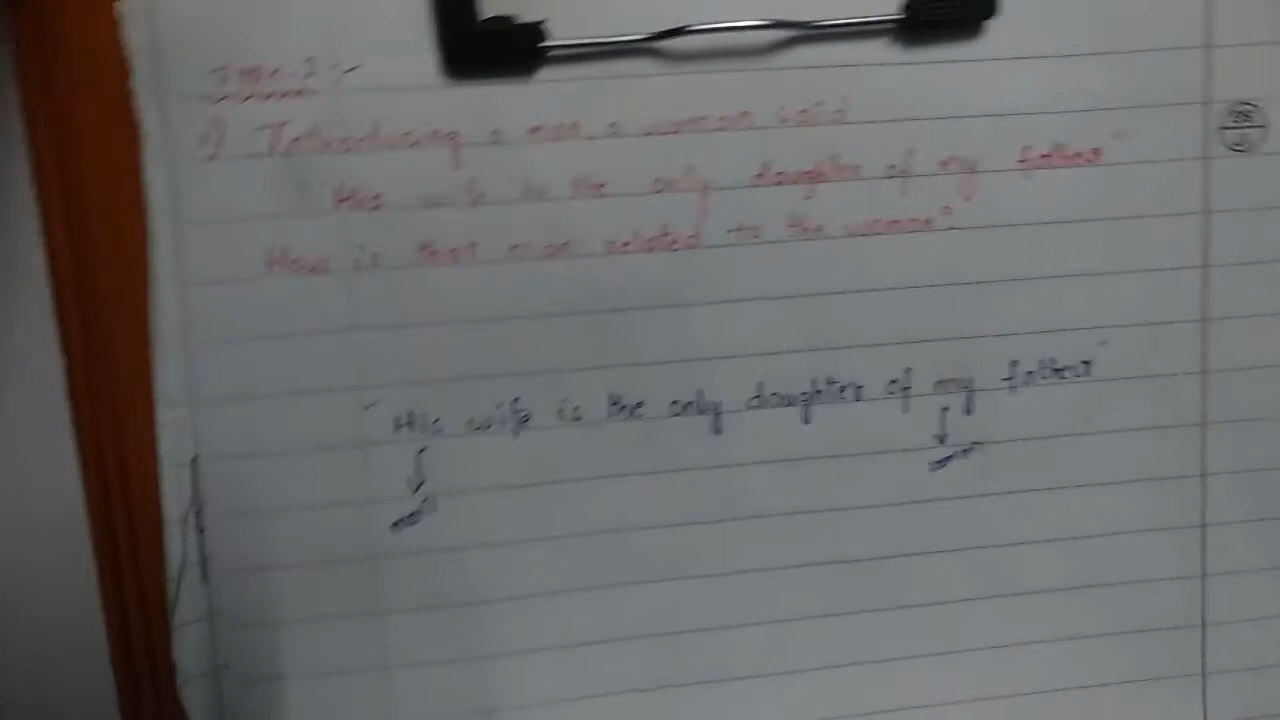 1) Introducing a man a woman said
"His wife is the only daughter of my father"
How is that man related to the woman?
"His wife is the only daughter of my father"